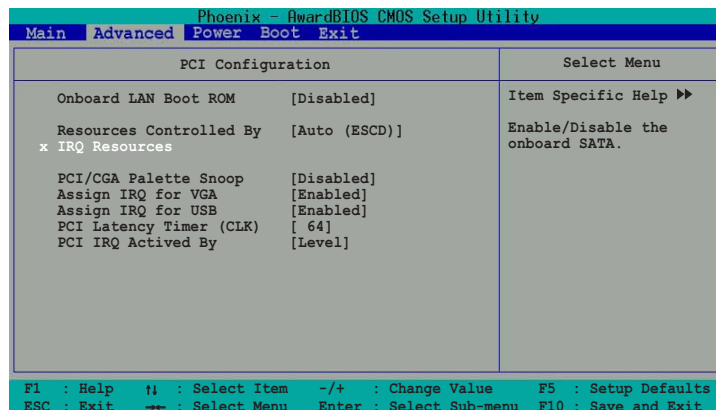 Phoenix - AwardBIOS CMOS Setup Utility
Main Advanced Power Boot Exit
PCI Configuration
Select Menu
Onboard LAN Boot ROM [Disabled]
Item Specific Help ▶▶
Resources Controlled By [Auto (ESCD)]
Enable/Disable the
x IRQ Resources
onboard SATA.
PCI/CGA Palette Snoop [Disabled]
Assign IRQ for VGA [Enabled]
Assign IRQ for USB [Enabled]
PCI Latency Timer (CLK) [ 64]
PCI IRQ Actived By [Level]
F1 : Help ↑↓ : Select Item -/+ : Change Value F5 : Setup Defaults
ESC : Exit →← : Select Menu Enter : Select Sub-menu F10 : Save and Exit